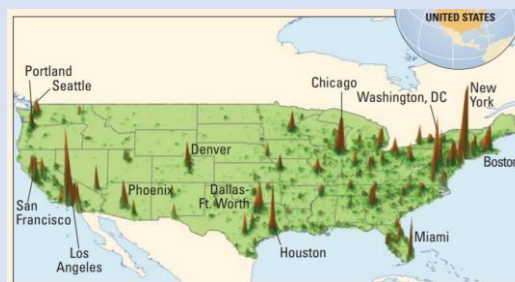 UNITED STATES
Portland
Seattle
Chicago
Washington, DC
New
York
Boston
Denver
Phoenix
Dallas-
Ft. Worth
San
Francisco
Los
Angeles
Houston
Miami